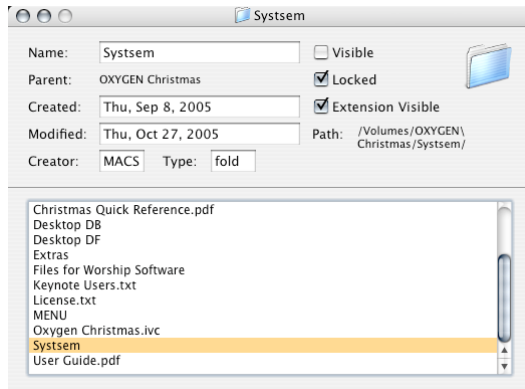 Systsem
Name: Systsem
Visible
Parent: OXYGEN Christmas
Locked
Created: Thu, Sep 8, 2005
Extension Visible
Modified: Thu, Oct 27, 2005
Path: /Volumes/OXYGEN\
Christmas/Systsem/
Creator: MACS Type: fold
Christmas Quick Reference.pdf
Desktop DB
Desktop DF
Extras
Files for Worship Software
Keynote Users.txt
License.txt
MENU
Oxygen Christmas.ivc
Systsem
User Guide.pdf